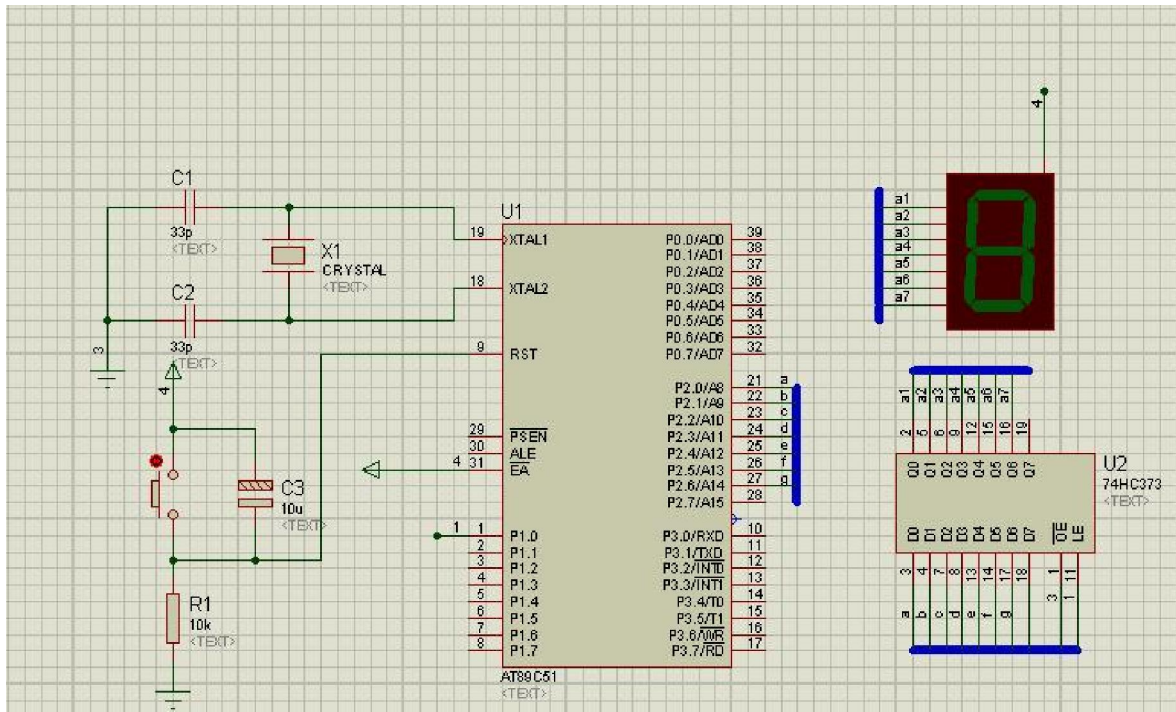 4
C1
33p
<TEXT>
X1
CRYSTAL
<TEXT>
C2
33p
<TEXT>
3
4
C3
10u
<TEXT>
R1
10k
<TEXT>
U1
19 XTAL1 P0.0/AD0 39
P0.1/AD1 38
P0.2/AD2 37
18 XTAL2 P0.3/AD3 36
P0.4/AD4 35
P0.5/AD5 34
P0.6/AD6 33
9 RST P0.7/AD7 32
P2.0/A8 21 a
P2.1/A9 22 b
P2.2/A10 23 c
29 PSEN P2.3/A11 24 d
30 ALE P2.4/A12 25 e
4 31 EA P2.5/A13 26 f
P2.6/A14 27 g
P2.7/A15 28
1 1 P1.0 P3.0/RXD 10
2 P1.1 P3.1/TXD 11
3 P1.2 P3.2/INT0 12
4 P1.3 P3.3/INT1 13
5 P1.4 P3.4/T0 14
6 P1.5 P3.5/T1 15
7 P1.6 P3.6/WR 16
8 P1.7 P3.7/RD 17
AT89C51
<TEXT>
a1
a2
a3
a4
a5
a6
a7
a1 a2 a3 a4 a5 a6 a7
2 5 6 9 12 15 16 19
Q0 Q1 Q2 Q3 Q4 Q5 Q6 Q7
U2
74HC373
<TEXT>
D0 D1 D2 D3 D4 D5 D6 D7 OE LE
3 4 7 8 13 14 17 18 1 11
a b c d e f g 3 1